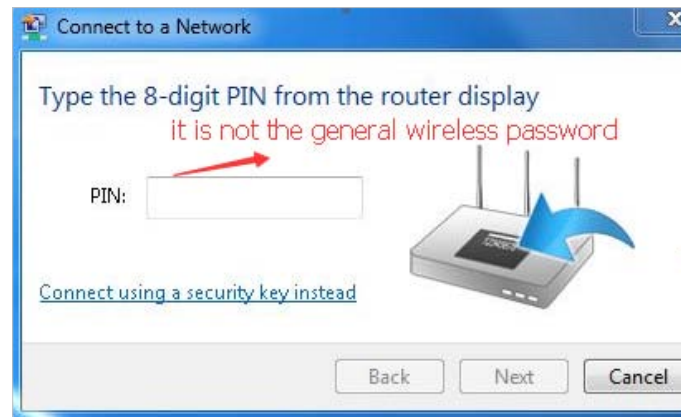 Connect to a Network
Type the 8-digit PIN from the router display
it is not the general wireless password
PIN:
Connect using a security key instead
Back Next Cancel